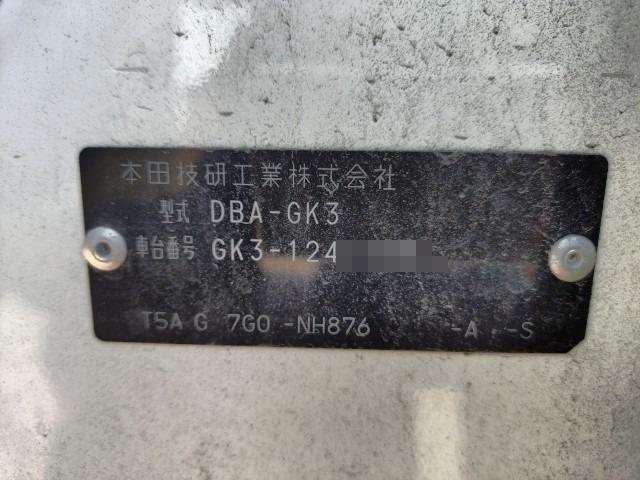 本田技研工業株式会社
型式 DBA-GK3
車台番号 GK3-124
T5A G 7G0 -NH876 -A -S